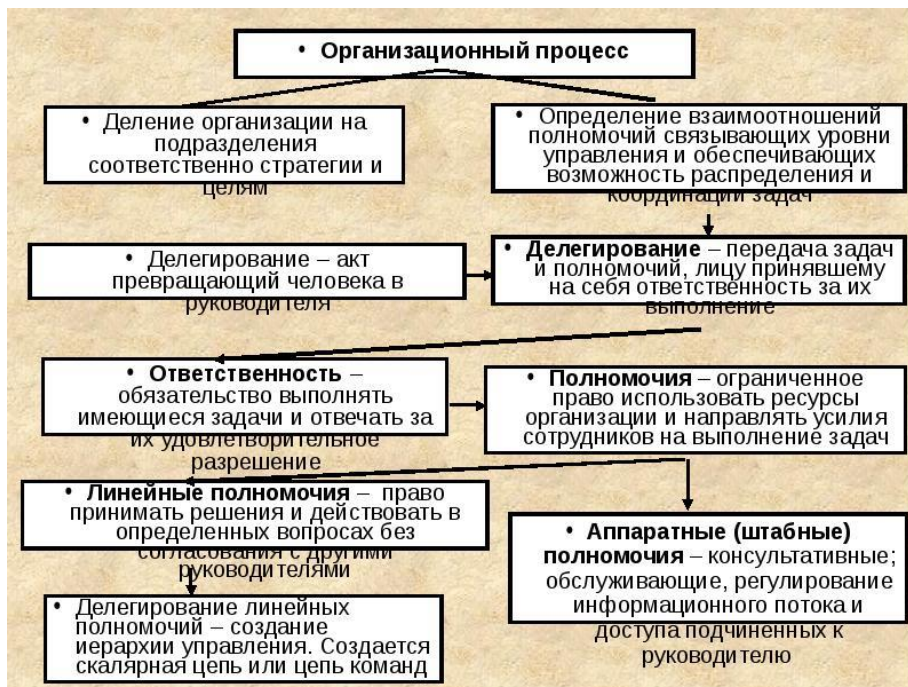 • Организационный процесс
• Деление организации на
подразделения
соответственно стратегии и
целям
• Определение взаимоотношений
полномочий связывающих уровни
управления и обеспечивающих
возможность распределения и
координации задач
• Делегирование – акт
превращающий человека в
руководителя
• Делегирование – передача задач
и полномочий, лицу принявшему
на себя ответственность за их
выполнение
• Ответственность –
обязательство выполнять
имеющиеся задачи и отвечать за
их удовлетворительное
разрешение
• Полномочия – ограниченное
право использовать ресурсы
организации и направлять усилия
сотрудников на выполнение задач
• Линейные полномочия – право
принимать решения и действовать в
определенных вопросах без
согласования с другими
руководителями
• Аппаратные (штабные)
полномочия – консультативные;
обслуживающие, регулирование
информационного потока и
доступа подчиненных к
руководителю
• Делегирование линейных
полномочий – создание
иерархии управления. Создается
скалярная цепь или цепь команд